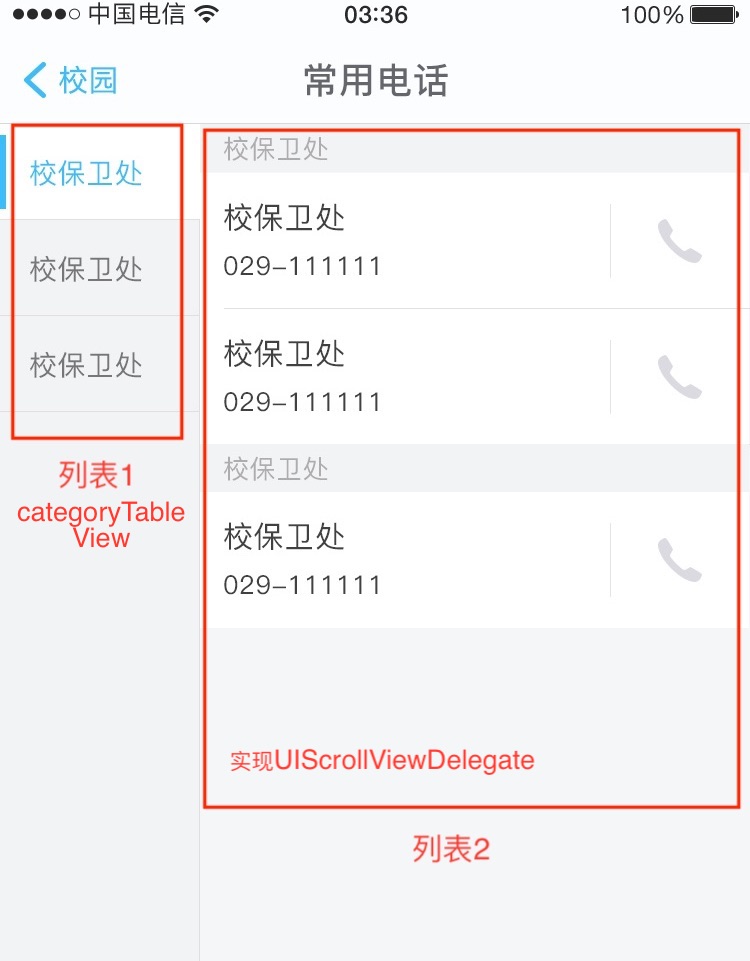 中国电信 03:36 100%
校园 常用电话
校保卫处
校保卫处
校保卫处
列表1
categoryTable
View
校保卫处
校保卫处
029-111111
校保卫处
029-111111
校保卫处
校保卫处
029-111111
实现UIScrollViewDelegate
列表2